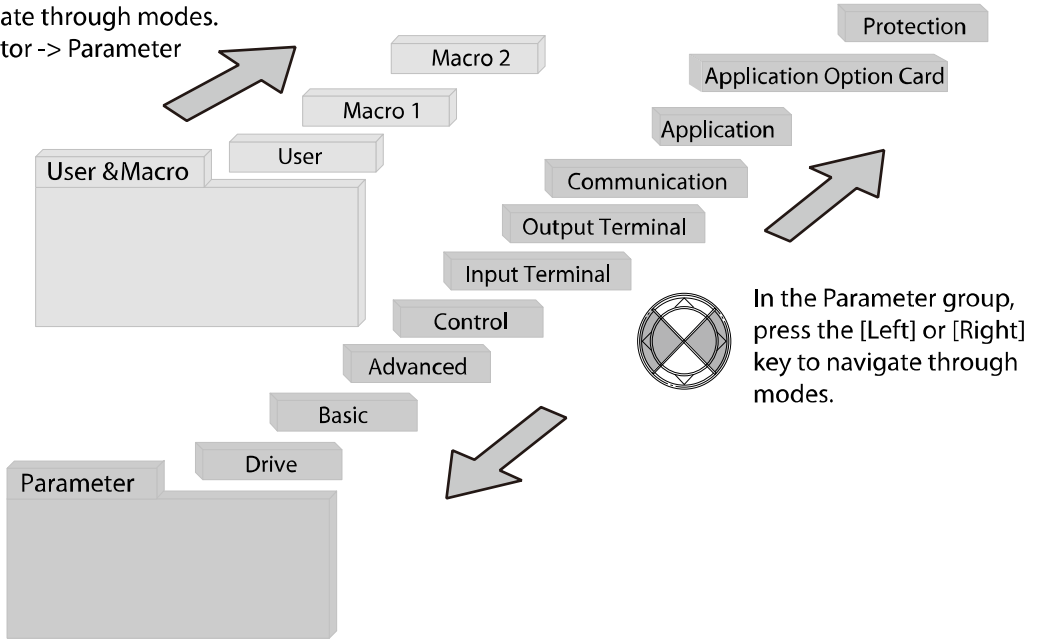 ate through modes.
tor -> Parameter
Macro 2
Macro 1
User
User &Macro
Protection
Application Option Card
Application
Communication
Output Terminal
Input Terminal
Control
Advanced
Basic
Drive
Parameter
In the Parameter group,
press the [Left] or [Right]
key to navigate through
modes.